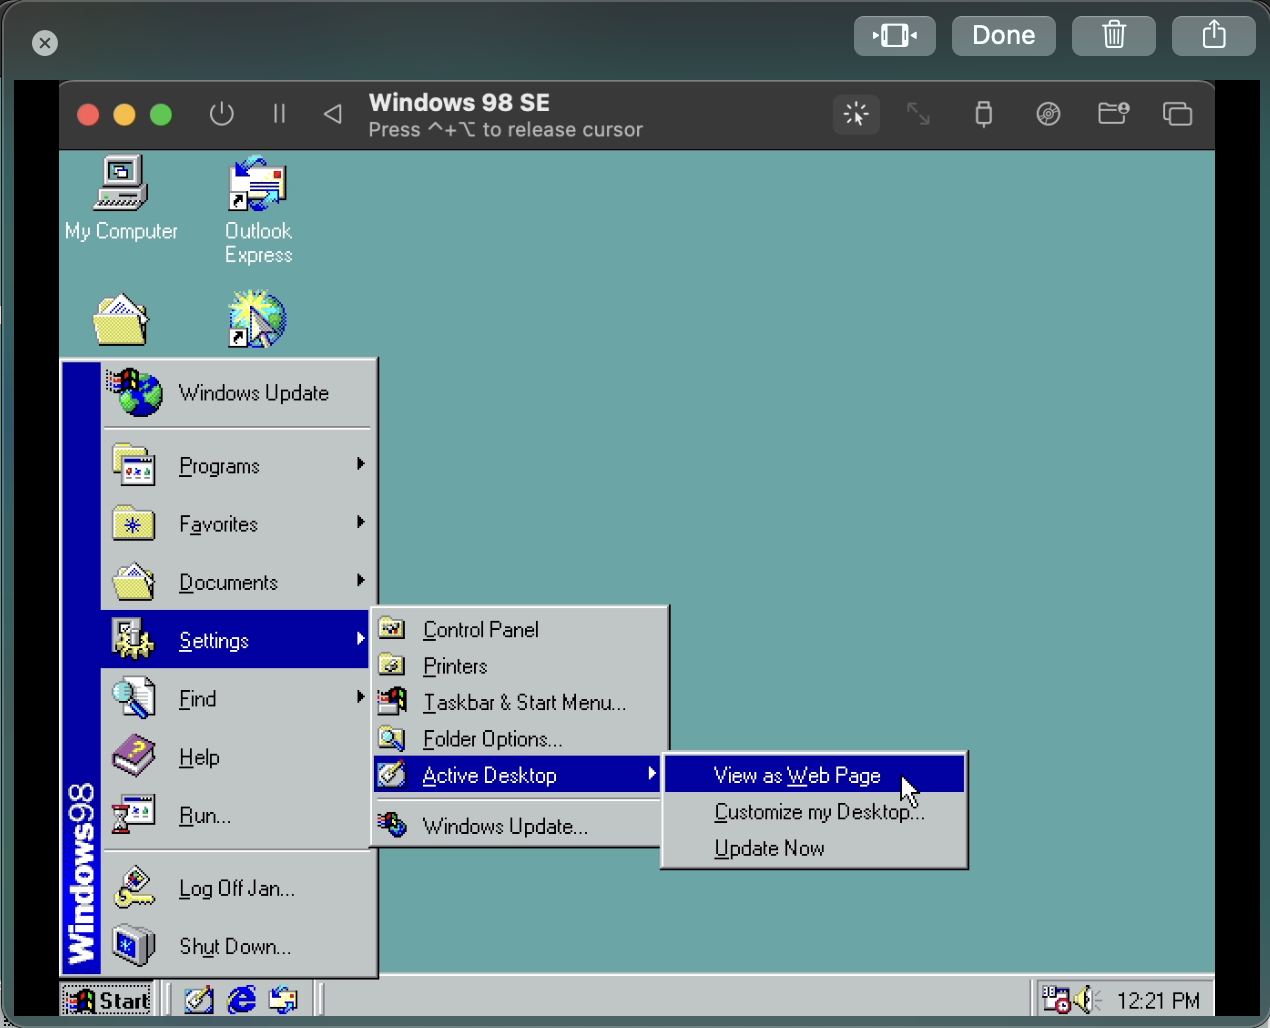 Done
Windows 98 SE
Press ^+⌥ to release cursor
My Computer
Outlook
Express
Windows Update
Programs
Favorites
Documents
Settings
Find
Help
Run...
Log Off Jan...
Shut Down...
Windows98
Control Panel
Printers
Taskbar & Start Menu...
Folder Options...
Active Desktop
Windows Update...
View as Web Page
Customize my Desktop...
Update Now
Start
12:21 PM